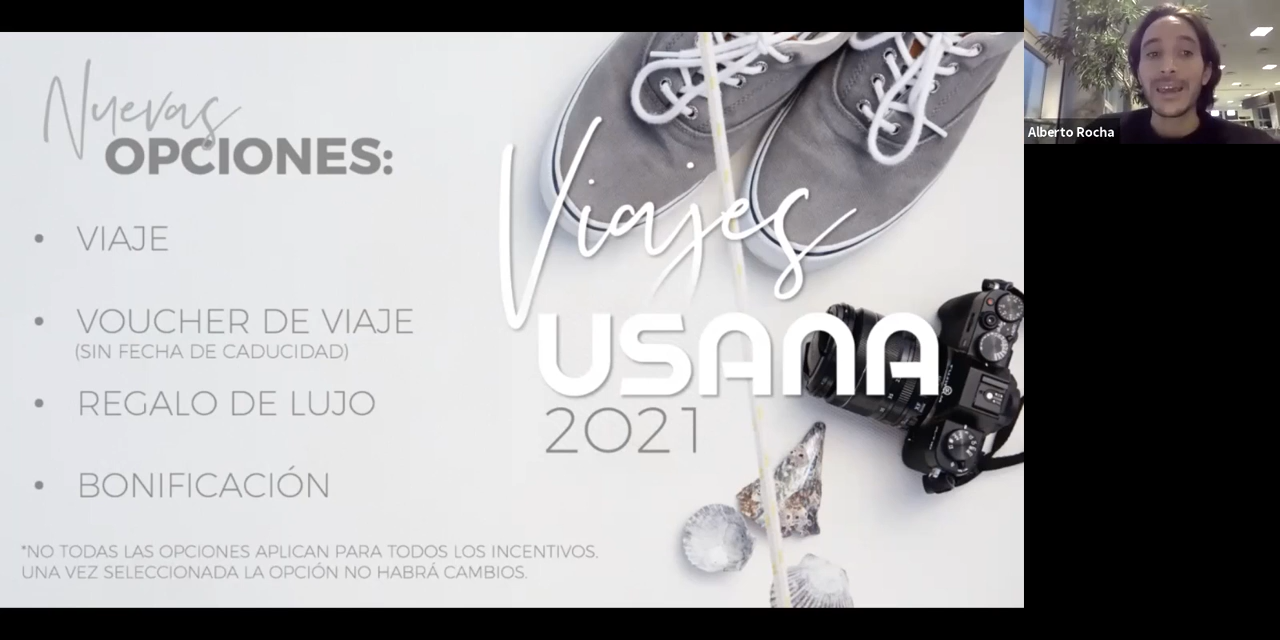 Nuevas
OPCIONES:
• VIAJE
• VOUCHER DE VIAJE
(SIN FECHA DE CADUCIDAD)
• REGALO DE LUJO
• BONIFICACIÓN
*NO TODAS LAS OPCIONES APLICAN PARA TODOS LOS INCENTIVOS.
UNA VEZ SELECCIONADA LA OPCIÓN NO HABRÁ CAMBIOS.
Viajes
USANA
2021
Alberto Rocha